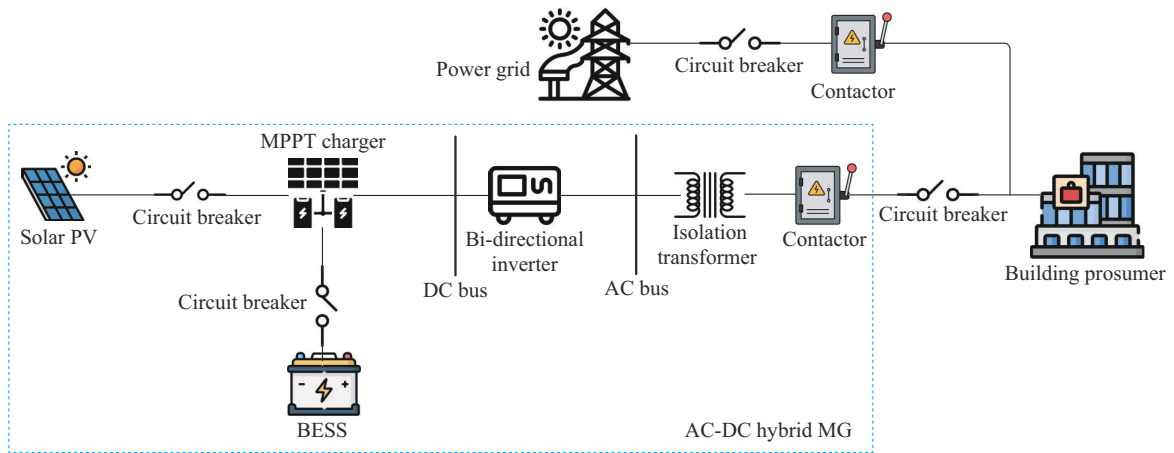 Power grid
Circuit breaker
Contactor
MPPT charger
Solar PV
Circuit breaker
Bi-directional
inverter
Isolation
transformer
Contactor
Circuit breaker
Building prosumer
DC bus
AC bus
Circuit breaker
BESS
AC-DC hybrid MG